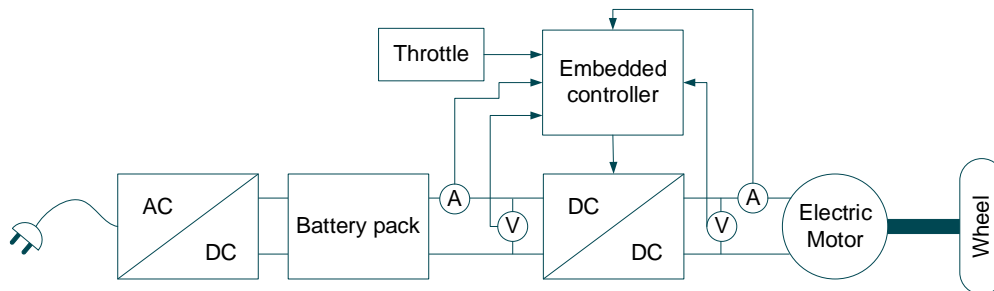 Throttle
Embedded
controller
A
A
AC
DC
Battery pack
V
DC
DC
V
Electric
Motor
Wheel